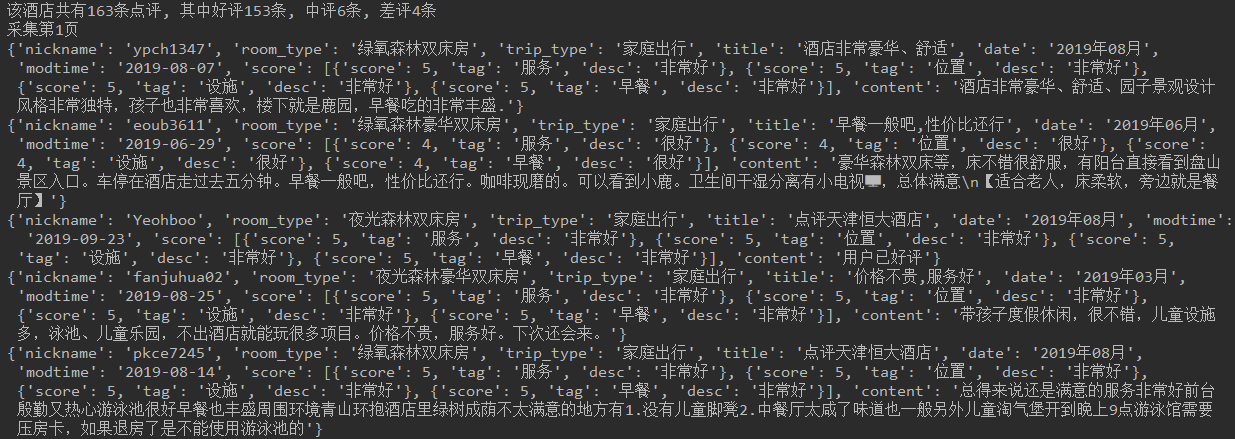 该酒店共有163条点评, 其中好评153条, 中评6条, 差评4条
采集第1页
{'nickname': 'ypch1347', 'room_type': '绿氧森林双床房', 'trip_type': '家庭出行', 'title': '酒店非常豪华、舒适', 'date': '2019年08月',
'modtime': '2019-08-07', 'score': [{'score': 5, 'tag': '服务', 'desc': '非常好'}, {'score': 5, 'tag': '位置', 'desc': '非常好'},
{'score': 5, 'tag': '设施', 'desc': '非常好'}, {'score': 5, 'tag': '早餐', 'desc': '非常好'}], 'content': '酒店非常豪华、舒适、园子景观设计
风格非常独特，孩子也非常喜欢，楼下就是鹿园，早餐吃的非常丰盛.'}
{'nickname': 'eoub3611', 'room_type': '绿氧森林豪华双床房', 'trip_type': '家庭出行', 'title': '早餐一般吧,性价比还行', 'date': '2019年06月',
'modtime': '2019-06-29', 'score': [{'score': 4, 'tag': '服务', 'desc': '很好'}, {'score': 4, 'tag': '位置', 'desc': '很好'}, {'score':
4, 'tag': '设施', 'desc': '很好'}, {'score': 4, 'tag': '早餐', 'desc': '很好'}], 'content': '豪华森林双床等，床不错很舒服，有阳台直接看到盘山
景区入口。车停在酒店走过去五分钟。早餐一般吧，性价比还行。咖啡现磨的。可以看到小鹿。卫生间干湿分离有小电视🖥️，总体满意\n【适合老人，床柔软，旁边就是餐
厅】'}
{'nickname': 'Yeohboo', 'room_type': '夜光森林双床房', 'trip_type': '家庭出行', 'title': '点评天津恒大酒店', 'date': '2019年08月', 'modtime':
'2019-09-23', 'score': [{'score': 5, 'tag': '服务', 'desc': '非常好'}, {'score': 5, 'tag': '位置', 'desc': '非常好'}, {'score': 5,
'tag': '设施', 'desc': '非常好'}, {'score': 5, 'tag': '早餐', 'desc': '非常好'}], 'content': '用户已好评'}
{'nickname': 'fanjuhua02', 'room_type': '夜光森林豪华双床房', 'trip_type': '家庭出行', 'title': '价格不贵,服务好', 'date': '2019年03月',
'modtime': '2019-08-25', 'score': [{'score': 5, 'tag': '服务', 'desc': '非常好'}, {'score': 5, 'tag': '位置', 'desc': '非常好'},
{'score': 5, 'tag': '设施', 'desc': '非常好'}, {'score': 5, 'tag': '早餐', 'desc': '非常好'}], 'content': '带孩子度假休闲，很不错，儿童设施
多，泳池、儿童乐园，不出酒店就能玩很多项目。价格不贵，服务好。下次还会来。'}
{'nickname': 'pkce7245', 'room_type': '绿氧森林双床房', 'trip_type': '家庭出行', 'title': '点评天津恒大酒店', 'date': '2019年08月',
'modtime': '2019-08-14', 'score': [{'score': 5, 'tag': '服务', 'desc': '非常好'}, {'score': 5, 'tag': '位置', 'desc': '非常好'},
{'score': 5, 'tag': '设施', 'desc': '非常好'}, {'score': 5, 'tag': '早餐', 'desc': '非常好'}], 'content': '总得来说还是满意的服务非常好前台
殷勤又热心游泳池很好早餐也丰盛周围环境青山环抱酒店里绿树成荫不太满意的地方有1.没有儿童脚凳2.中餐厅太咸了味道也一般另外儿童淘气堡开到晚上9点游泳馆需要
压房卡，如果退房了是不能使用游泳池的'}